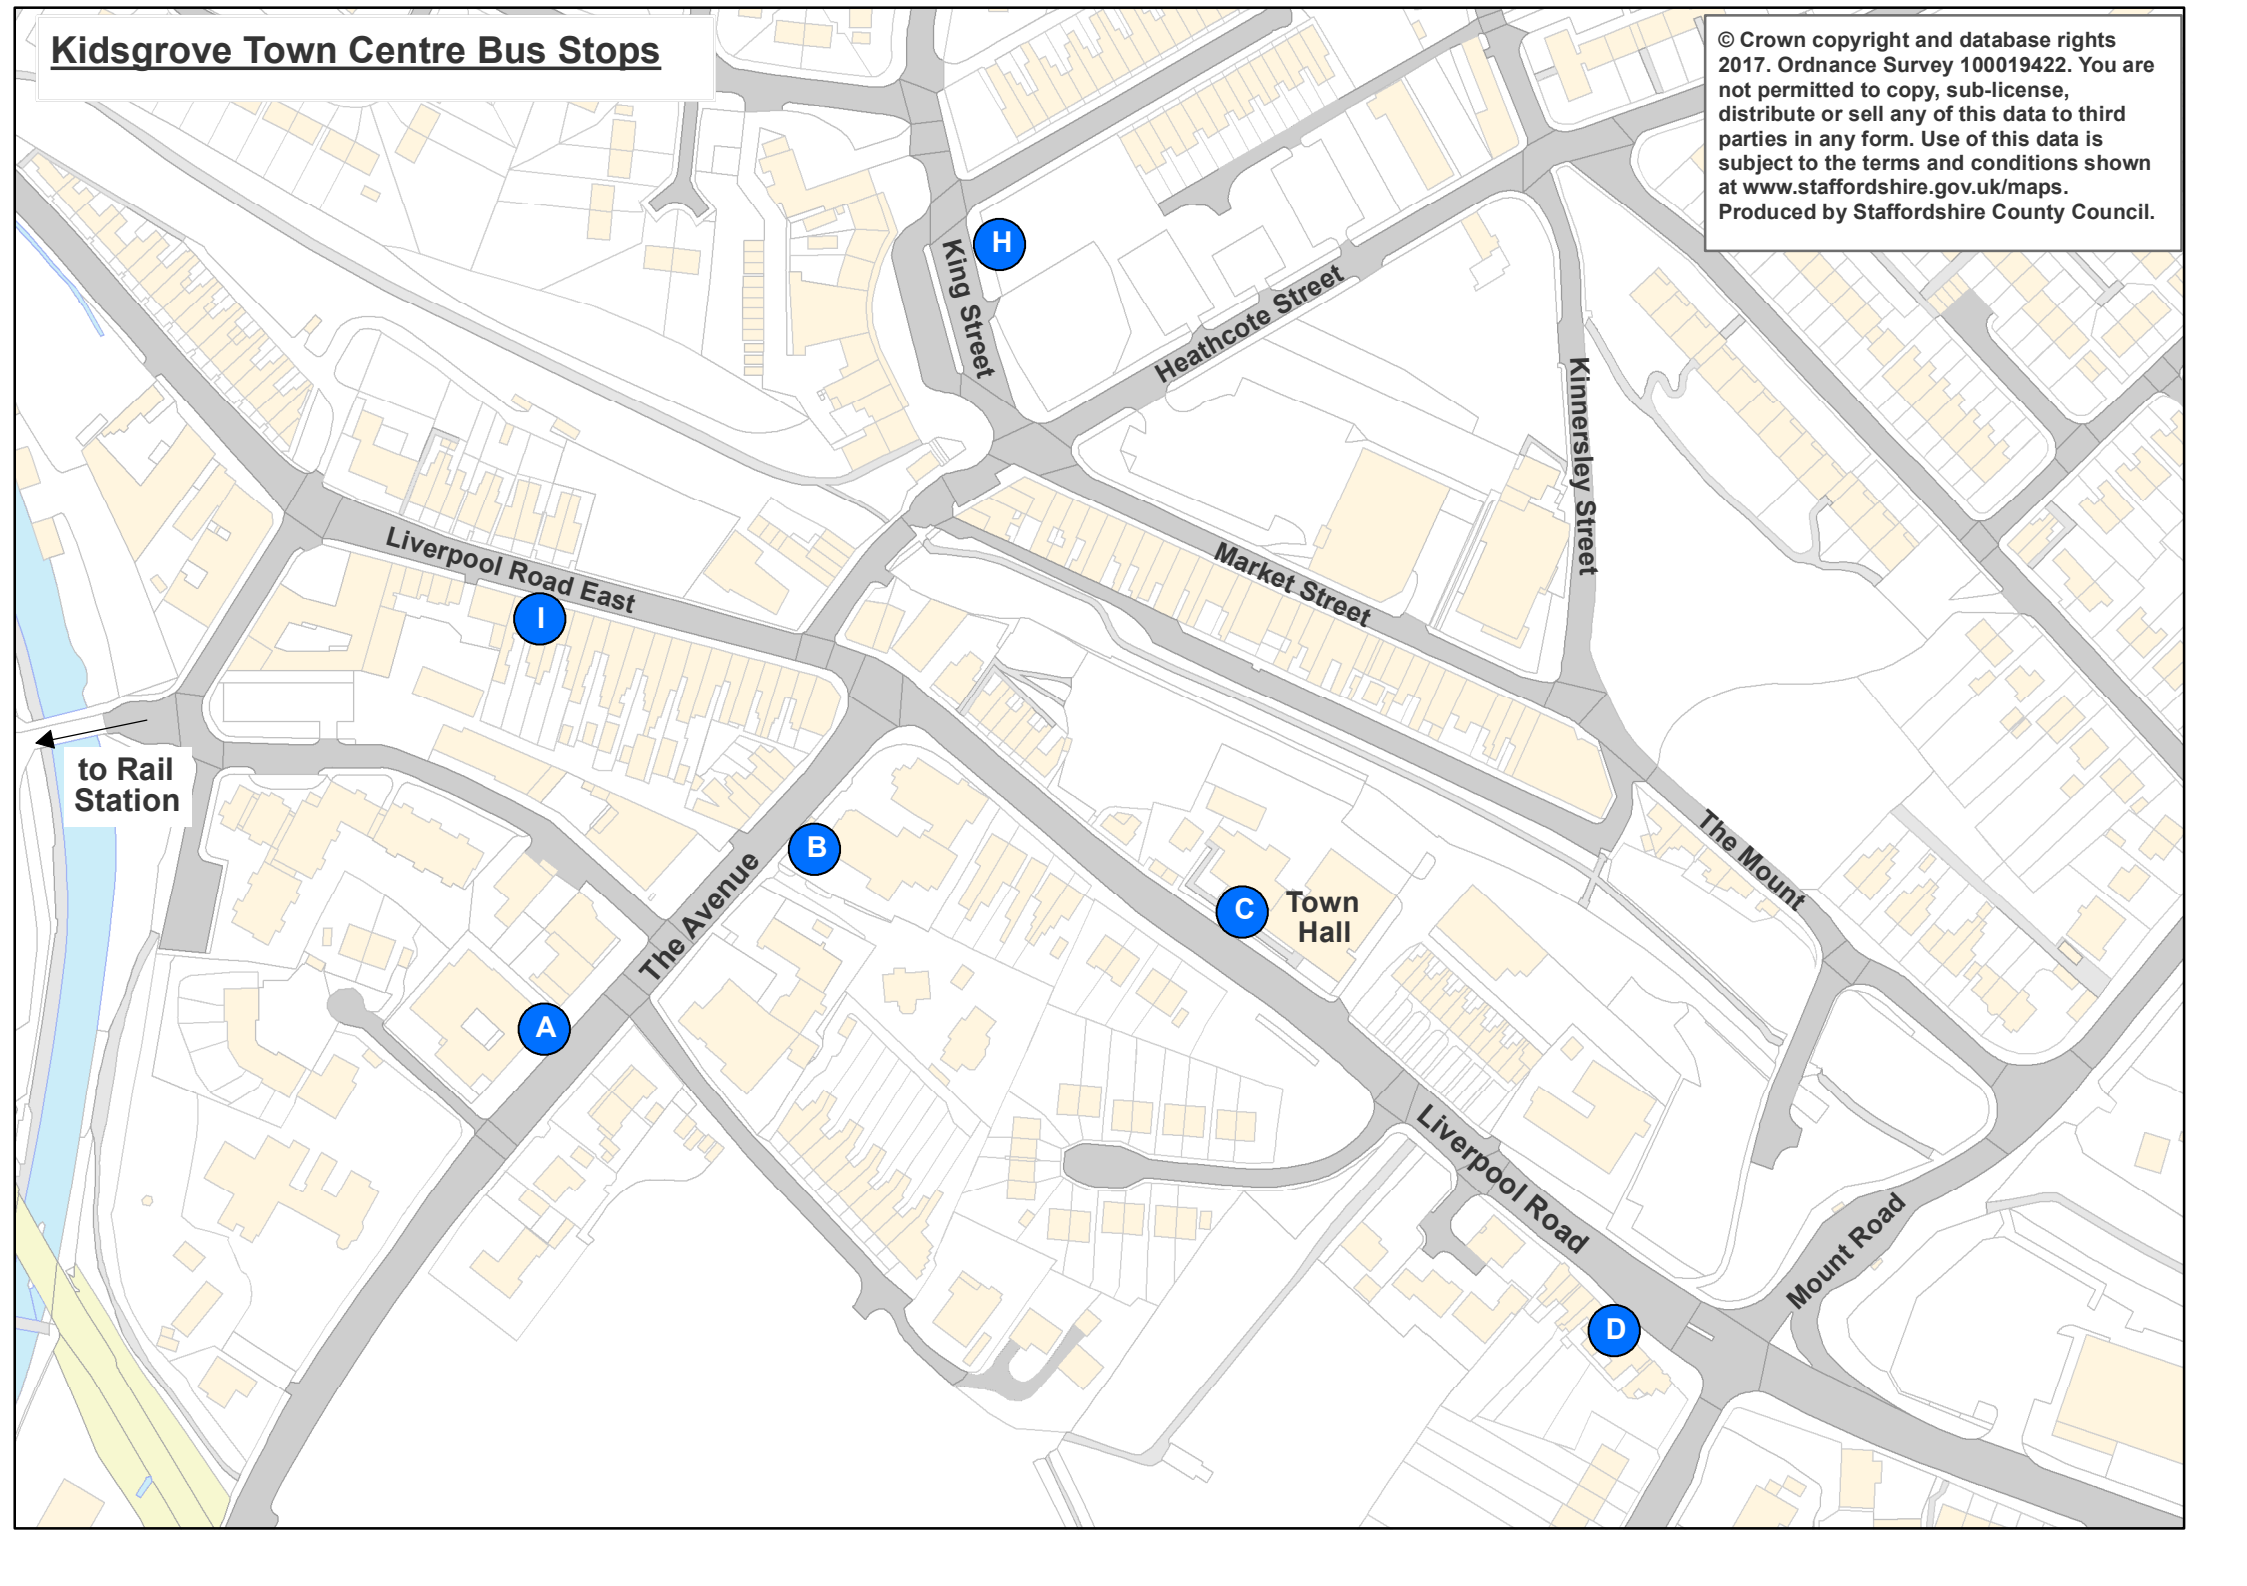 Kidsgrove Town Centre Bus Stops
© Crown copyright and database rights
2017. Ordnance Survey 100019422. You are
not permitted to copy, sub-license,
distribute or sell any of this data to third
parties in any form. Use of this data is
subject to the terms and conditions shown
at www.staffordshire.gov.uk/maps.
Produced by Staffordshire County Council.
H
King Street
Heathcote Street
Kinnersley Street
Liverpool Road East
I
Market Street
to Rail
Station
B
The Avenue
The Mount
C
Town
Hall
A
Liverpool Road
Mount Road
D